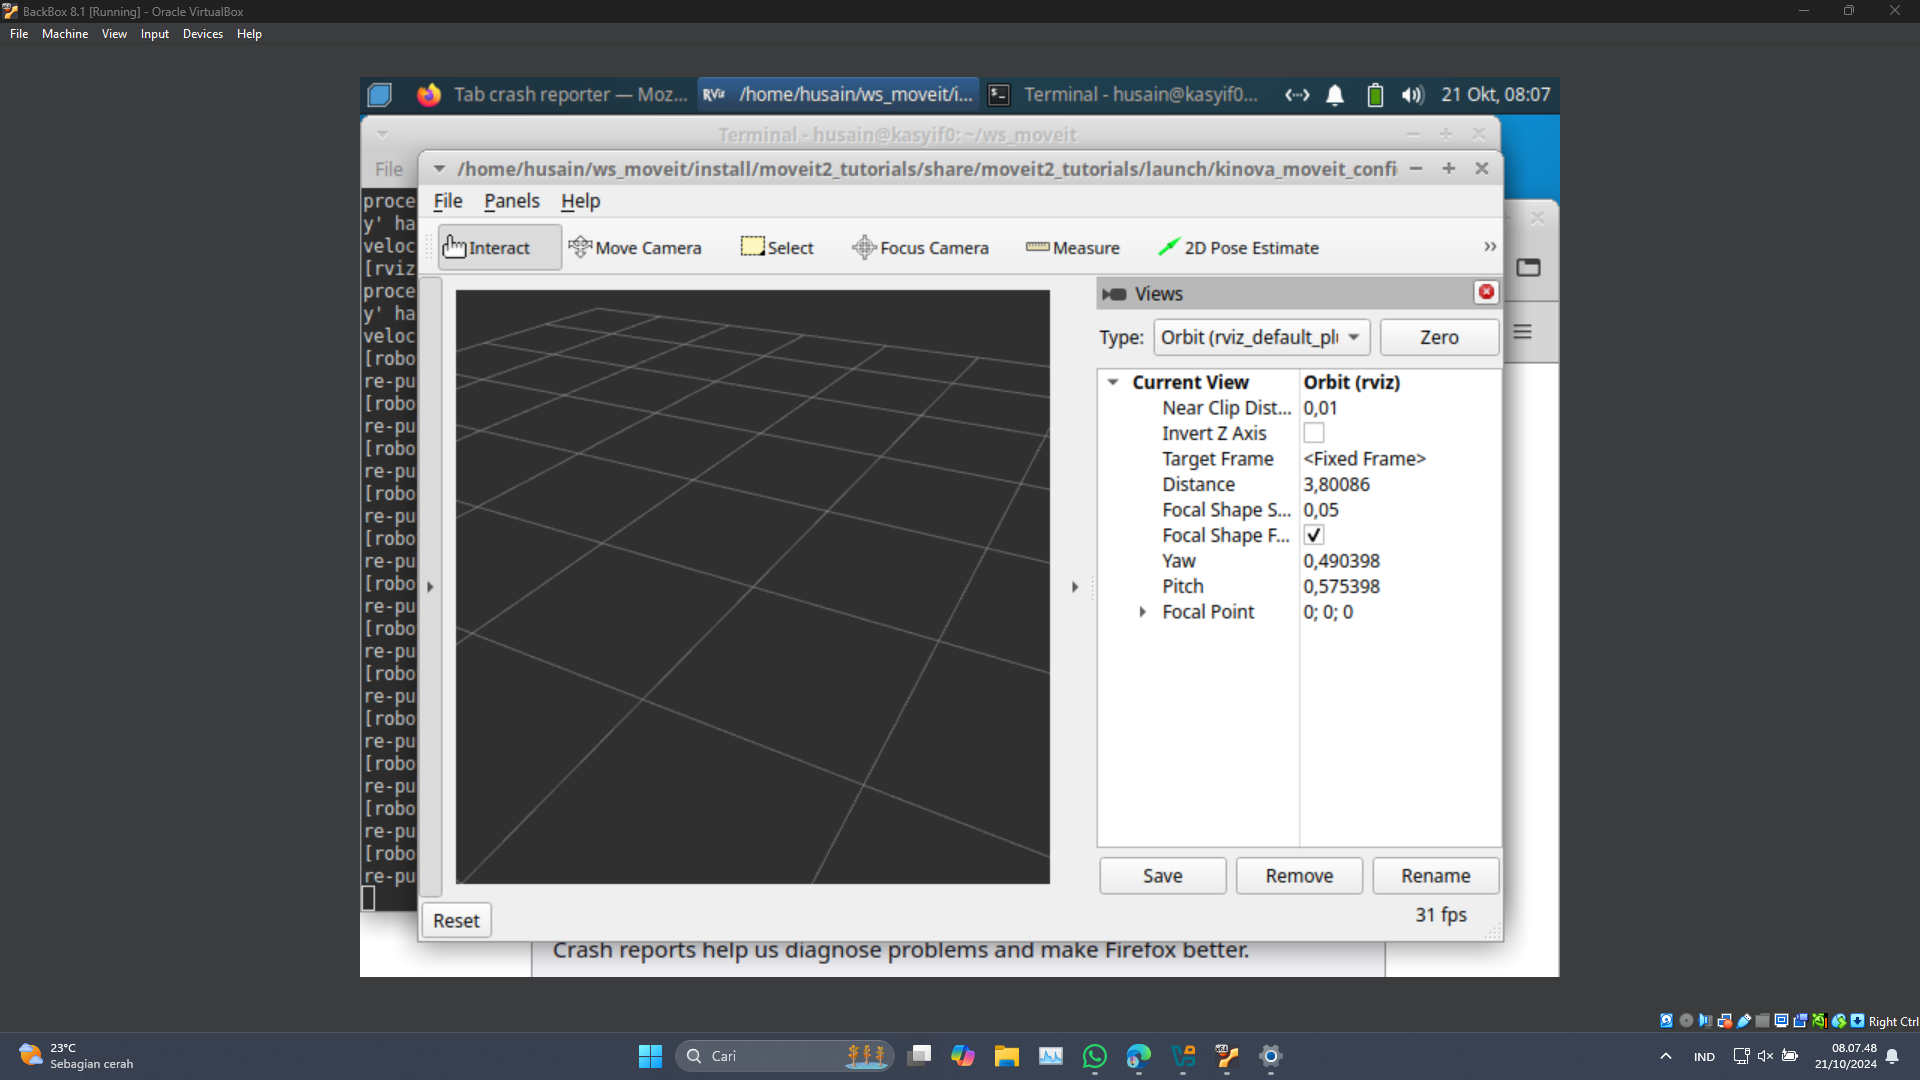 BackBox 8.1 [Running] - Oracle VirtualBox
File Machine View Input Devices Help
Tab crash reporter — Moz... RViz /home/husain/ws_moveit/i... Terminal - husain@kasyif0... 21 Okt, 08:07
Terminal - husain@kasyif0: ~/ws_moveit
File
/home/husain/ws_moveit/install/moveit2_tutorials/share/moveit2_tutorials/launch/kinova_moveit_confi
File Panels Help
Interact Move Camera Select Focus Camera Measure 2D Pose Estimate »
proce
y' ha
veloc
[rviz
proce
y' ha
veloc
[robo
re-pu
[robo
re-pu
[robo
re-pu
[robo
re-pu
[robo
re-pu
[robo
re-pu
[robo
re-pu
[robo
re-pu
[robo
re-pu
[robo
re-pu
[robo
re-pu
[robo
re-pu
Views
Type: Orbit (rviz_default_plu Zero
Current View Orbit (rviz)
Near Clip Dist... 0,01
Invert Z Axis
Target Frame <Fixed Frame>
Distance 3,80086
Focal Shape S... 0,05
Focal Shape F... ✓
Yaw 0,490398
Pitch 0,575398
Focal Point 0; 0; 0
Save Remove Rename
Reset 31 fps
Crash reports help us diagnose problems and make Firefox better.
Right Ctrl
23°C
Sebagian cerah
Cari
IND
08.07.48
21/10/2024